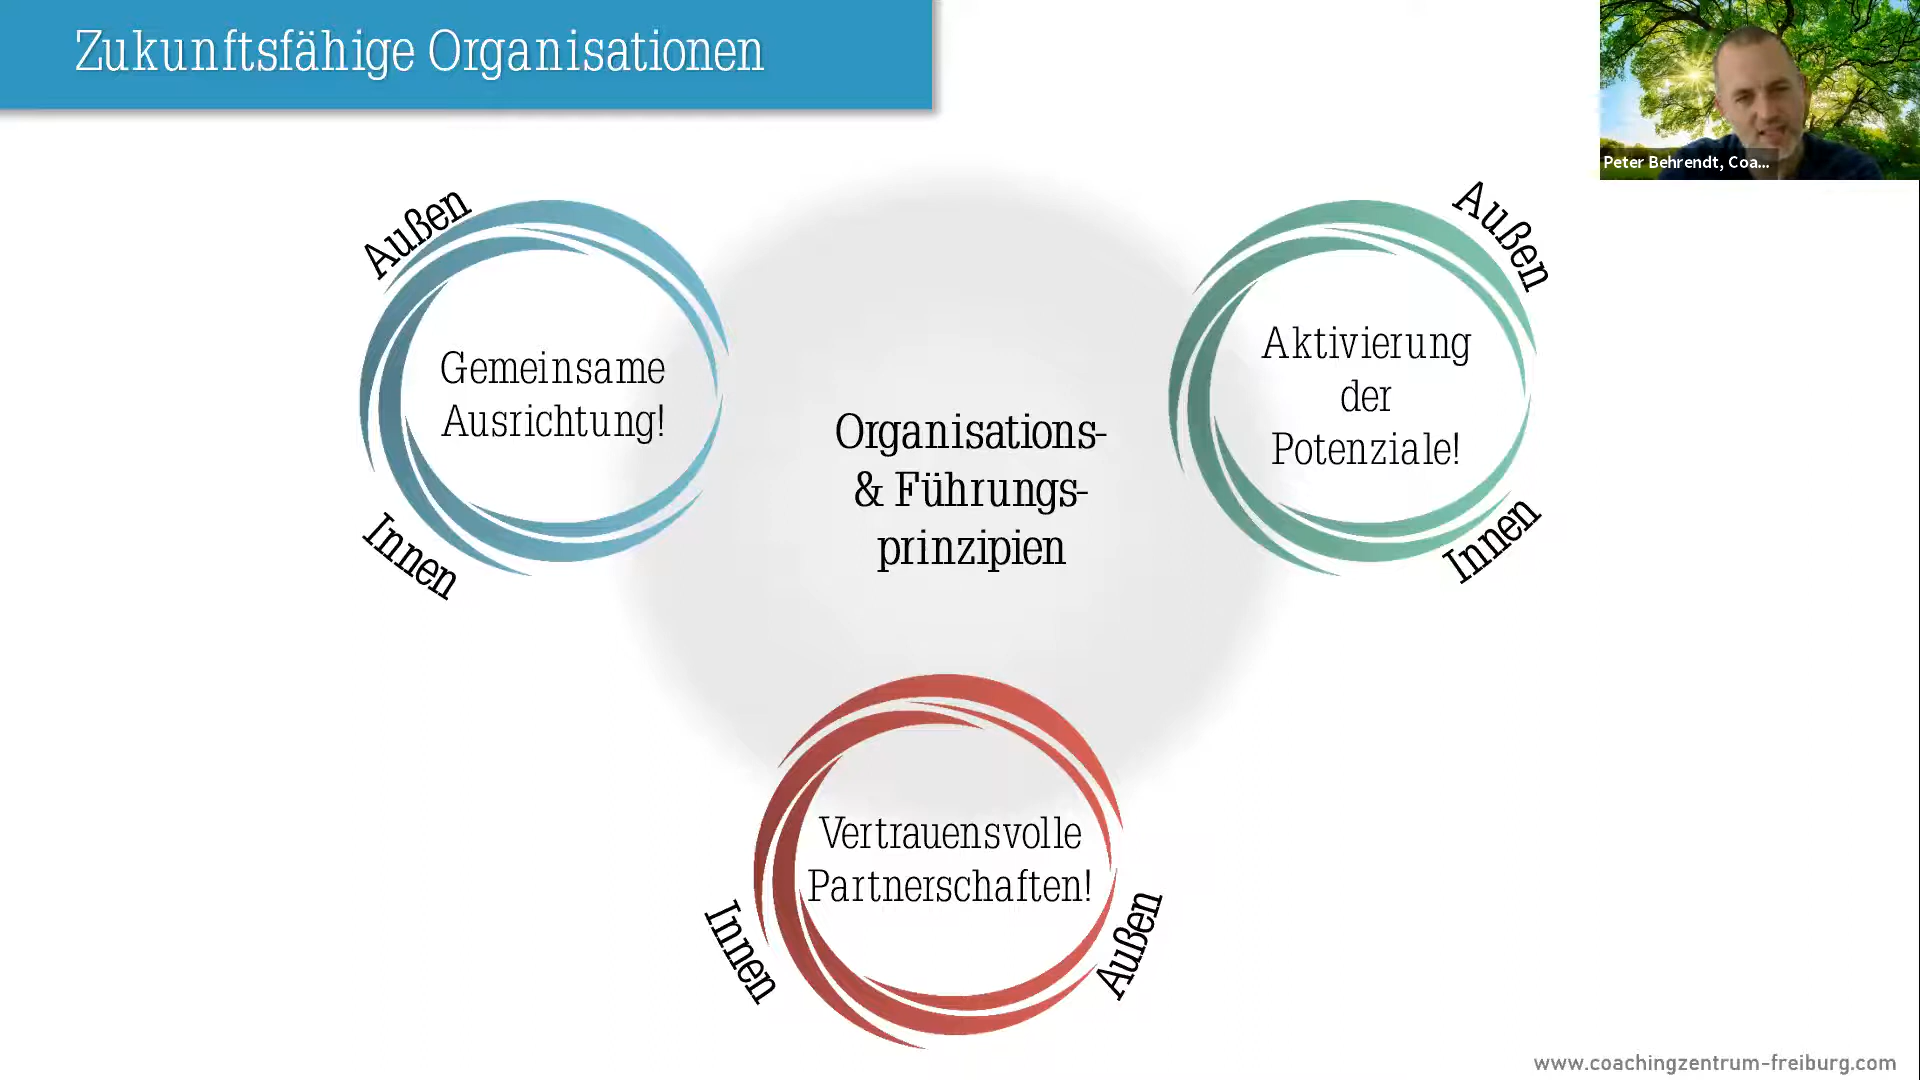 Zukunftsfähige Organisationen
Peter Behrendt, Coa...
Außen
Gemeinsame
Ausrichtung!
Innen
Organisations-
& Führungs-
prinzipien
Außen
Aktivierung
der
Potenziale!
Innen
Vertrauensvolle
Partnerschaften!
Innen
Außen
www.coachingzentrum-freiburg.com